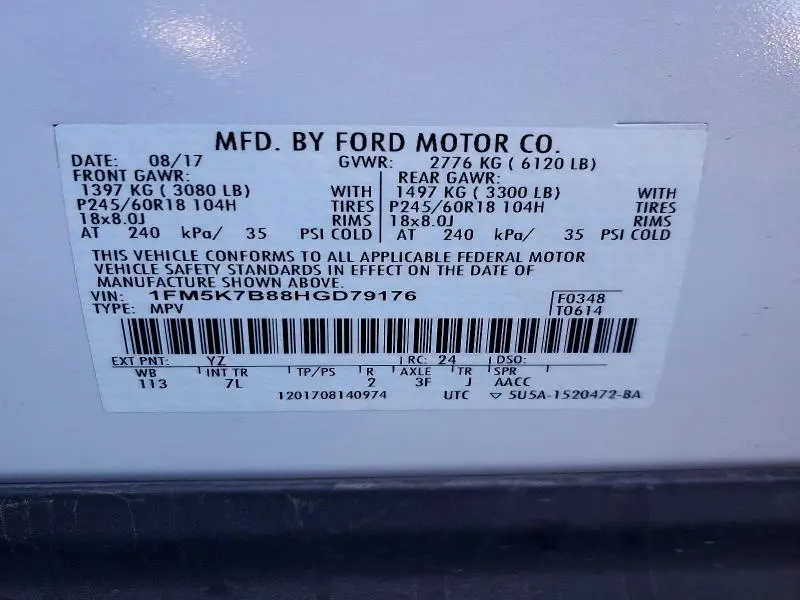 MFD. BY FORD MOTOR CO.
DATE: 08/17 GVWR: 2776 KG ( 6120 LB)
FRONT GAWR: REAR GAWR:
1397 KG ( 3080 LB) WITH 1497 KG ( 3300 LB) WITH
P245/60R18 104H TIRES P245/60R18 104H TIRES
18x8.0J RIMS 18x8.0J RIMS
AT 240 kPa/ 35 PSI COLD AT 240 kPa/ 35 PSI COLD
THIS VEHICLE CONFORMS TO ALL APPLICABLE FEDERAL MOTOR
VEHICLE SAFETY STANDARDS IN EFFECT ON THE DATE OF
MANUFACTURE SHOWN ABOVE.
VIN: 1FM5K7B88HGD79176 F0348
TYPE: MPV T0614
EXT PNT: YZ RC: 24 DSO:
WB INT TR TP/PS R AXLE TR SPR
113 7L 2 3F J AACC
1201708140974 UTC ▽ 5U5A-1520472-BA